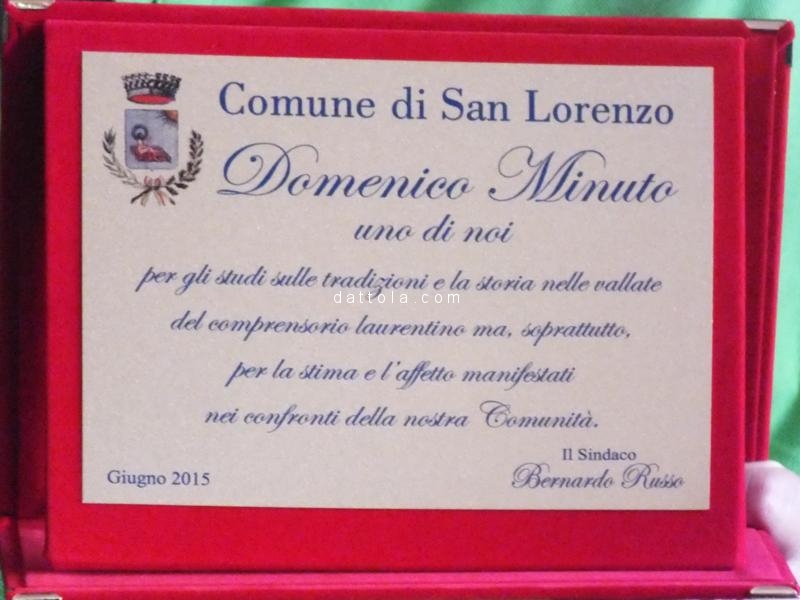 Comune di San Lorenzo
Domenico Minuto
uno di noi
per gli studi sulle tradizioni e la storia nelle vallate
dattola.com
del comprensorio laurentino ma, soprattutto,
per la stima e l'affetto manifestati
nei confronti della nostra Comunità.
Giugno 2015
Il Sindaco
Bernardo Russo